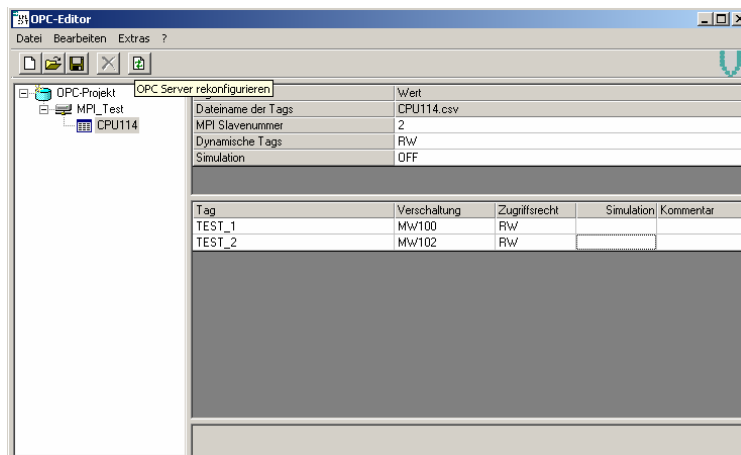 OPC-Editor
Datei Bearbeiten Extras ?
OPC Server rekonfigurieren
OPC-Projekt
MPI_Test
CPU114
Wert
Dateiname der Tags CPU114.csv
MPI Slavenummer 2
Dynamische Tags RW
Simulation OFF
Tag Verschaltung Zugriffsrecht Simulation Kommentar
TEST_1 MW100 RW
TEST_2 MW102 RW